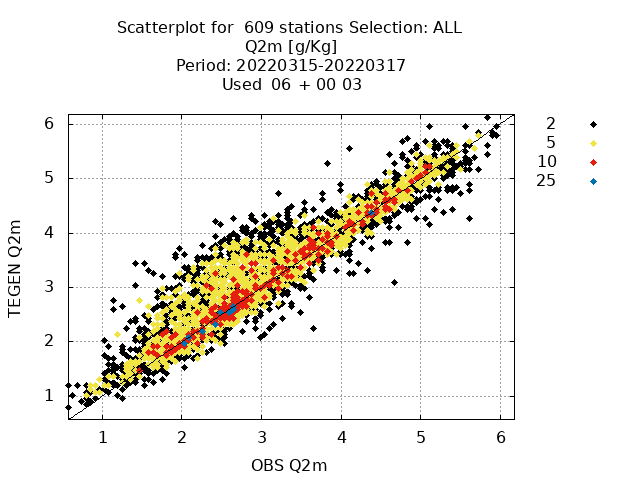 Scatterplot for  609 stations Selection: ALL
Q2m [g/Kg]
Period: 20220315-20220317
Used  06 + 00 03
2
5
10
25
6
5
4
3
2
1
TEGEN Q2m
1 2 3 4 5 6
OBS Q2m